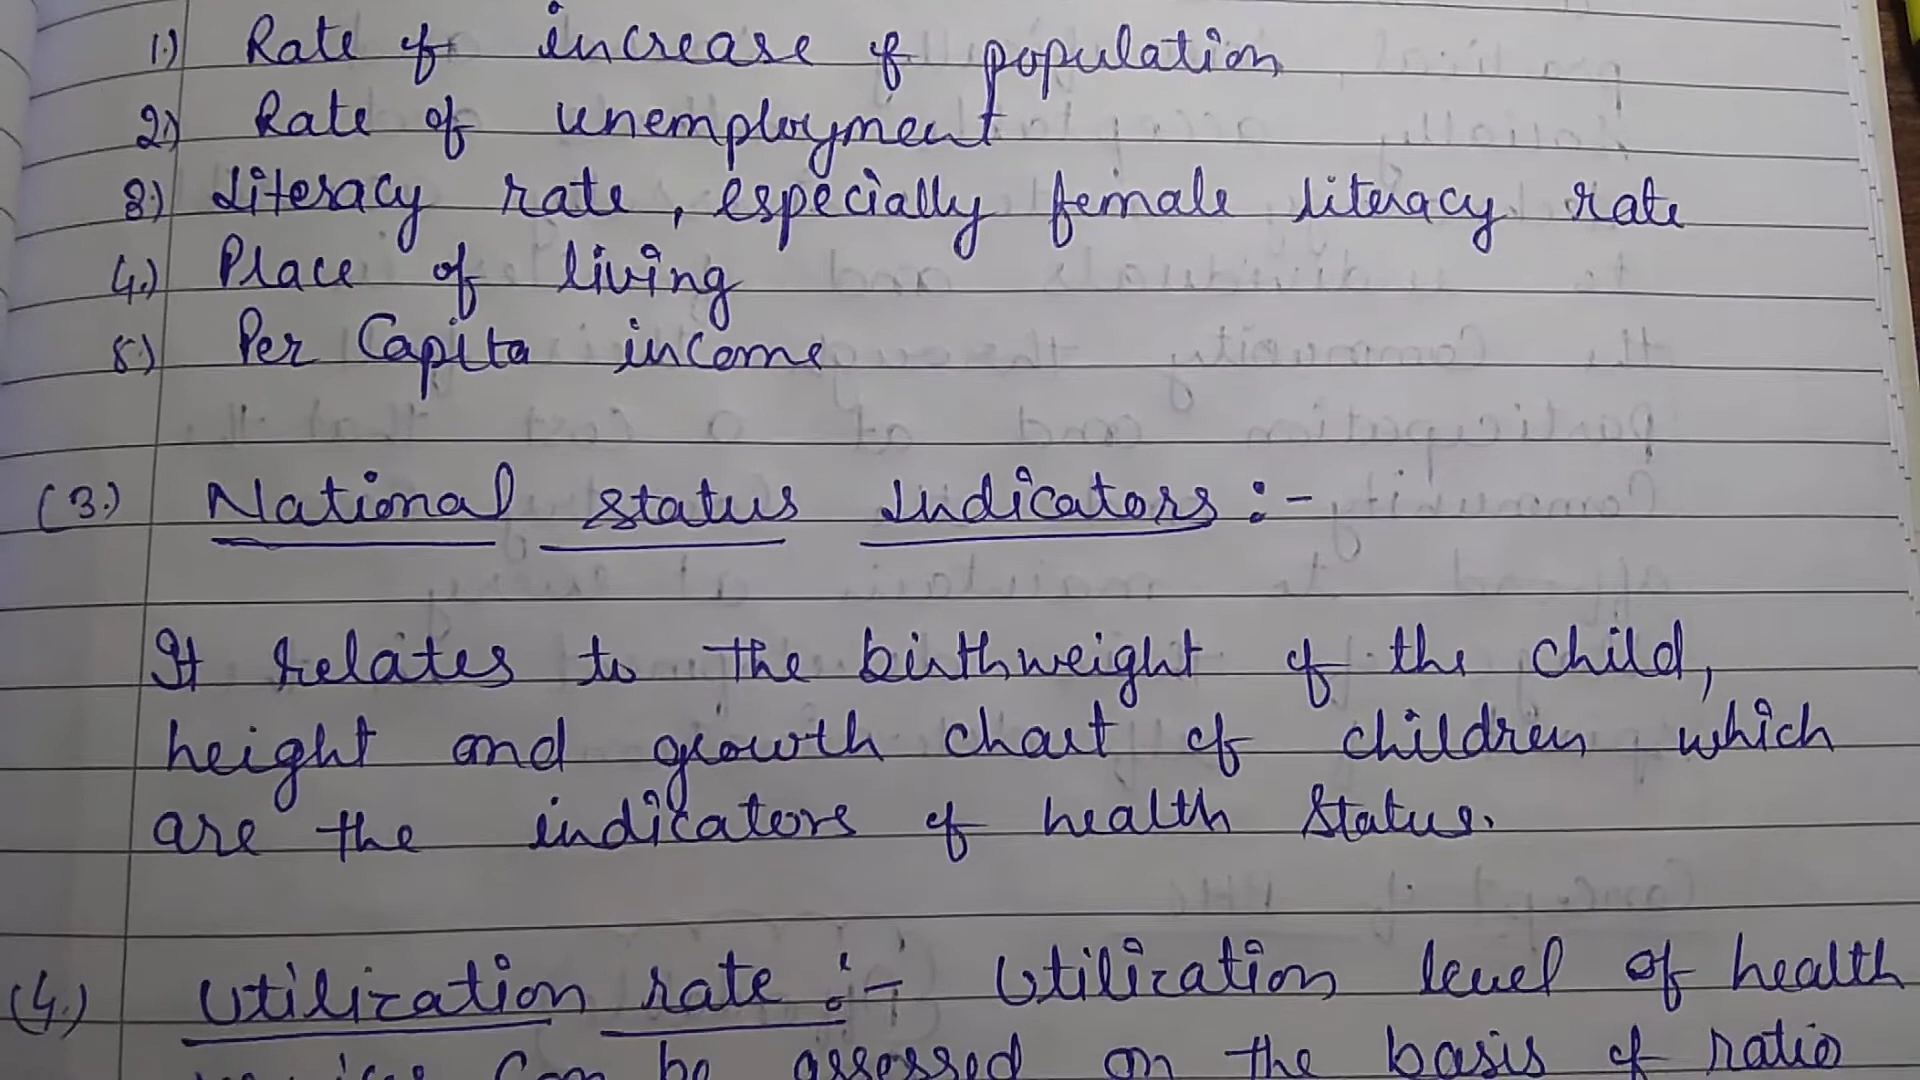 1.) Rate of increase of population
2.) Rate of unemployment
3.) Literacy rate, especially female literacy rate
4.) Place of living
5.) Per Capita income
(3.) National status Indicators :-
It relates to the birthweight of the child,
height and growth chart of children which
are the indicators of health status.
(4.) Utilization rate :- Utilization level of health
can be assessed on the basis of ratio